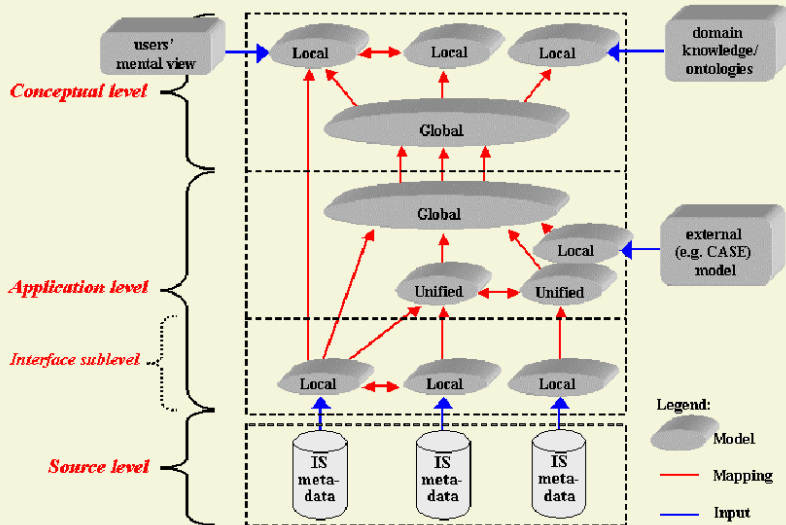 users'
mental view
Local
Local
Local
domain
knowledge/
ontologies
Conceptual level
Global
Global
Local
external
(e.g. CASE)
model
Application level
Unified
Unified
Interface sublevel
Local
Local
Local
Legend:
Model
Source level
IS
meta-
data
IS
meta-
data
IS
meta-
data
Mapping
Input